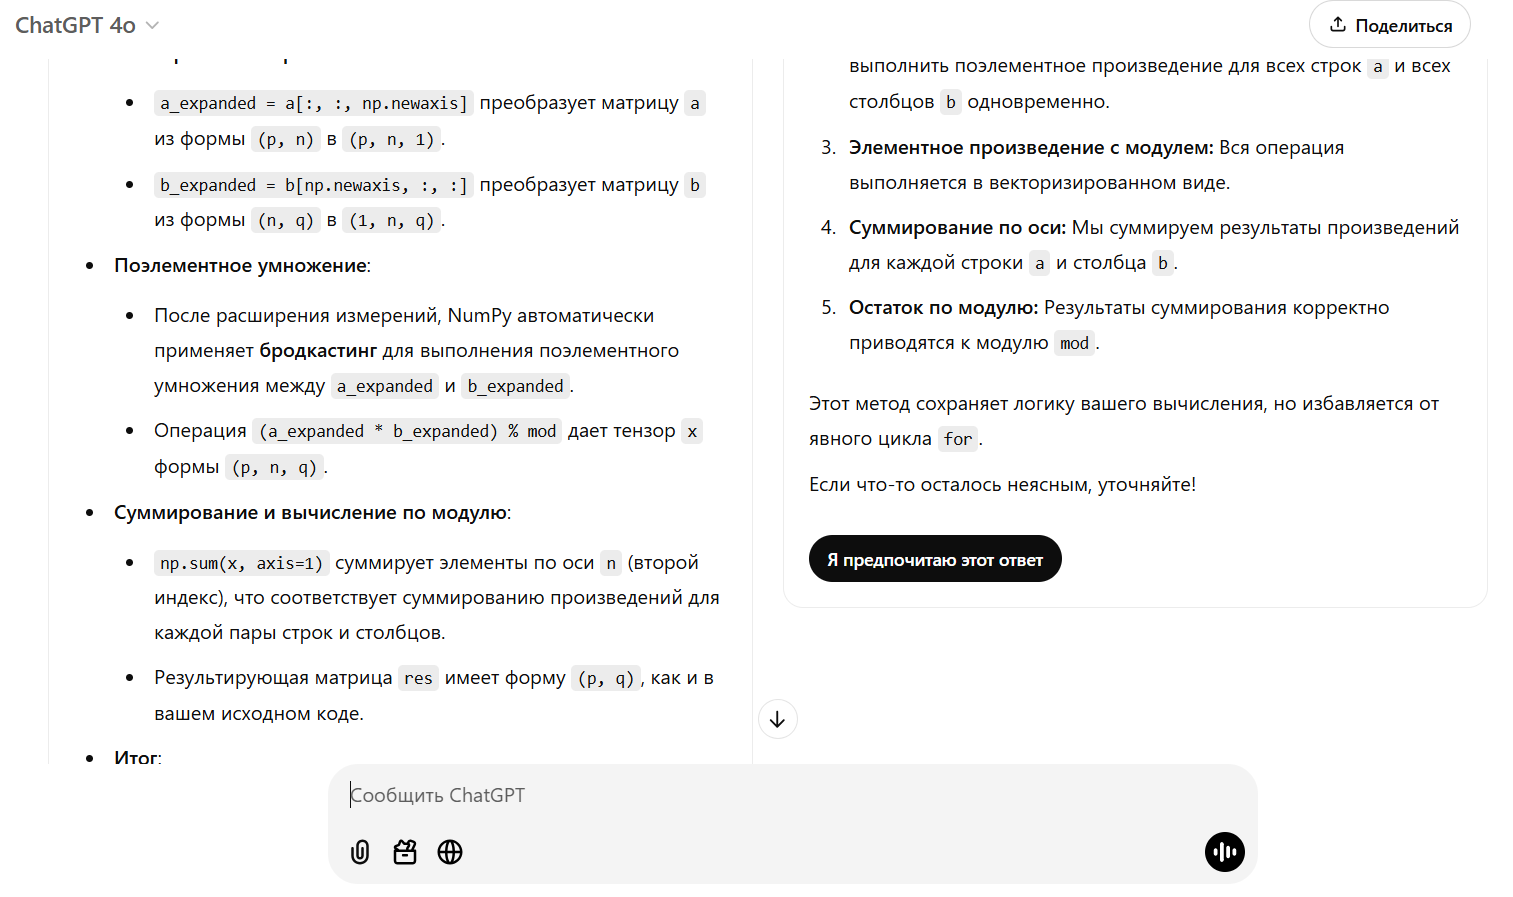 ChatGPT 4o
Поделиться
a_expanded = a[:, :, np.newaxis] преобразует матрицу a
из формы (p, n) в (p, n, 1).
b_expanded = b[np.newaxis, :, :] преобразует матрицу b
из формы (n, q) в (1, n, q).
Поэлементное умножение:
После расширения измерений, NumPy автоматически
применяет бродкастинг для выполнения поэлементного
умножения между a_expanded и b_expanded.
Операция (a_expanded * b_expanded) % mod дает тензор x
формы (p, n, q).
Суммирование и вычисление по модулю:
np.sum(x, axis=1) суммирует элементы по оси n (второй
индекс), что соответствует суммированию произведений для
каждой пары строк и столбцов.
Результирующая матрица res имеет форму (p, q), как и в
вашем исходном коде.
Итог:
выполнить поэлементное произведение для всех строк a и всех
столбцов b одновременно.
3. Элементное произведение с модулем: Вся операция
выполняется в векторизированном виде.
4. Суммирование по оси: Мы суммируем результаты произведений
для каждой строки a и столбца b.
5. Остаток по модулю: Результаты суммирования корректно
приводятся к модулю mod.
Этот метод сохраняет логику вашего вычисления, но избавляется от
явного цикла for.
Если что-то осталось неясным, уточняйте!
Я предпочитаю этот ответ
Сообщить ChatGPT